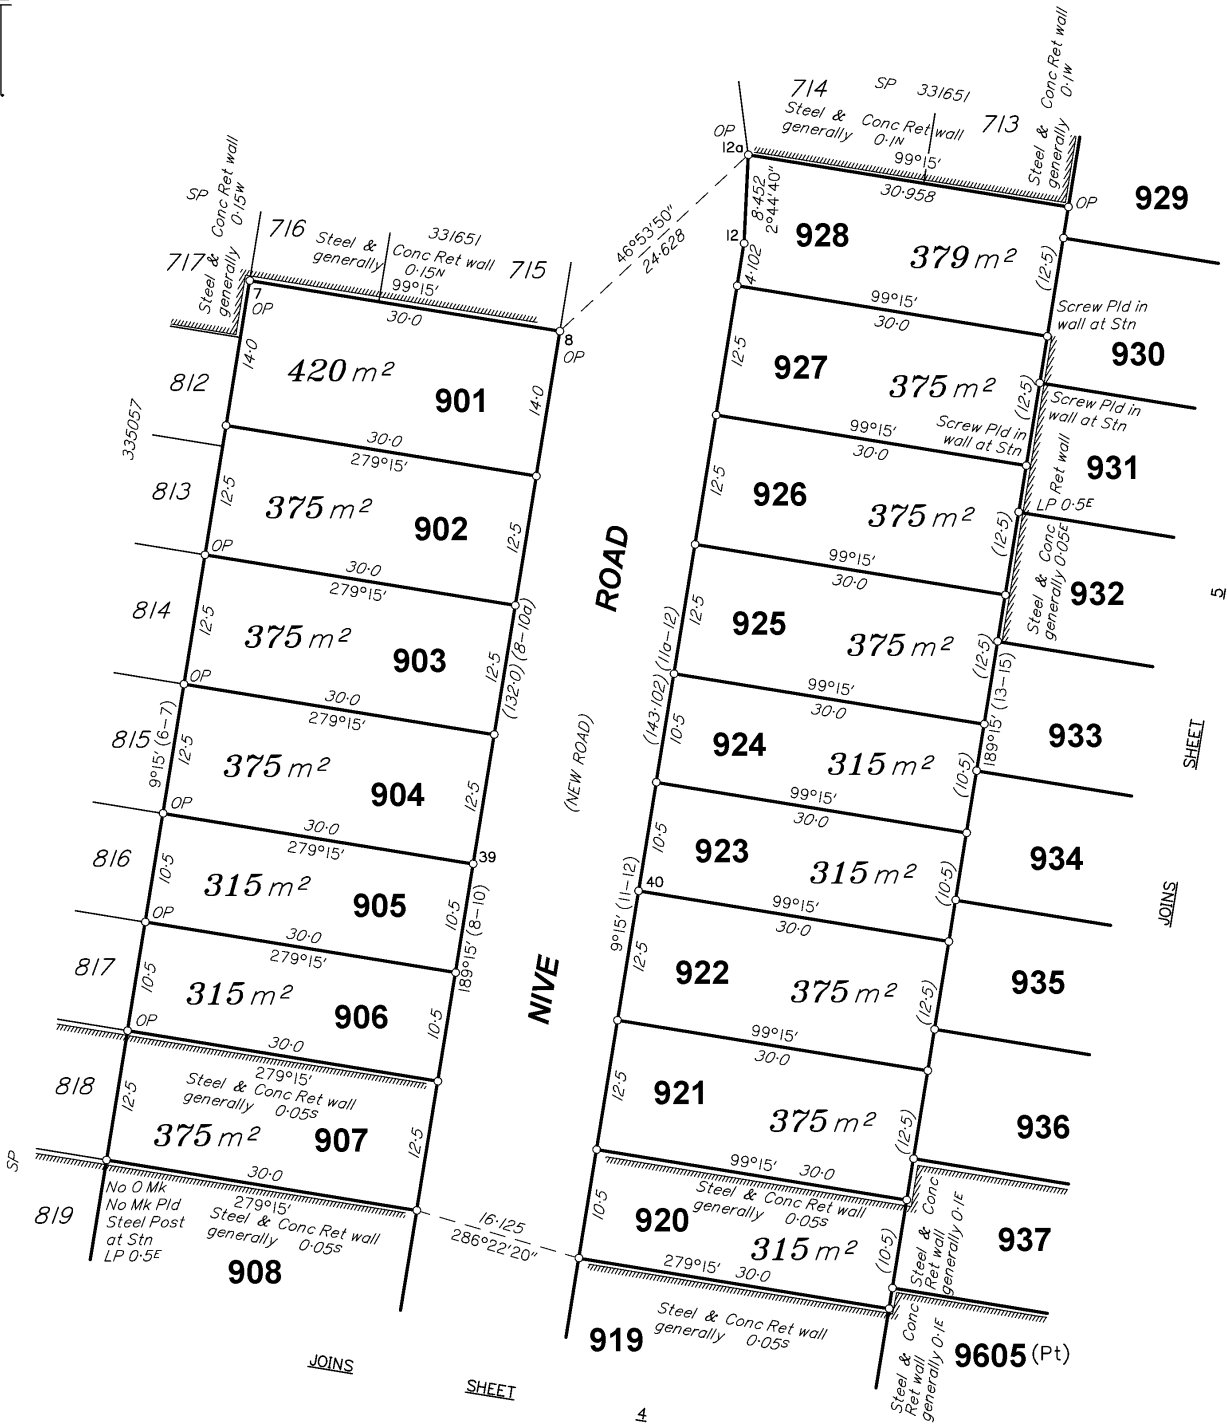 714
SP 331651
713
Steel & Conc Ret wall
generally 0·1N
Steel & Conc Ret wall
generally 0·1W
OP
12a
99°15'
30·958
OP
929
8·452
2°44'40"
12
4·102
928
379 m²
(12·5)
46°53'50"
24·628
SP
Steel & Conc Ret wall
generally 0·15W
717
716
331651
715
Steel & Conc Ret wall
generally 0·15N
99°15'
30·0
7
OP
8
OP
14·0
420 m²
901
14·0
812
335057
30·0
279°15'
813
12·5
375 m²
902
12·5
OP
30·0
279°15'
814
12·5
375 m²
903
12·5
(132·0) (8-10a)
OP
30·0
279°15'
815
9°15' (6-7)
12·5
375 m²
904
12·5
OP
30·0
279°15'
39
816
10·5
315 m²
905
10·5
189°15' (8-10)
OP
30·0
279°15'
817
10·5
315 m²
906
10·5
OP
30·0
279°15'
Steel & Conc Ret wall
generally 0·05S
818
12·5
375 m²
907
12·5
SP
30·0
279°15'
819
No O Mk
No Mk Pld
Steel Post
at Stn
LP 0·5E
Steel & Conc Ret wall
generally 0·05S
908
16·125
286°22'20"
NIVE ROAD
(NEW ROAD)
99°15'
30·0
Screw Pld in
wall at Stn
930
12·5
927
375 m²
(12·5)
Screw Pld in
wall at Stn
99°15'
30·0
Screw Pld in
wall at Stn
931
12·5
926
375 m²
(12·5)
LP 0·5E
Steel & Conc Ret wall
generally 0·05E
99°15'
30·0
932
12·5
925
375 m²
(12·5)
(143·102) (11a-12)
99°15'
30·0
189°15' (13-15)
933
10·5
924
315 m²
(10·5)
99°15'
30·0
934
10·5
923
315 m²
(10·5)
9°15' (11-12)
40
99°15'
30·0
935
12·5
922
375 m²
(12·5)
99°15'
30·0
936
12·5
921
375 m²
(12·5)
99°15' 30·0
Steel & Conc Ret wall
generally 0·05S
10·5
920
315 m²
(10·5)
Steel & Conc
Ret wall
generally 0·1E
937
279°15' 30·0
Steel & Conc Ret wall
generally 0·05S
919
Steel & Conc
Ret wall
generally 0·1E
9605 (Pt)
JOINS SHEET 4
JOINS SHEET 5